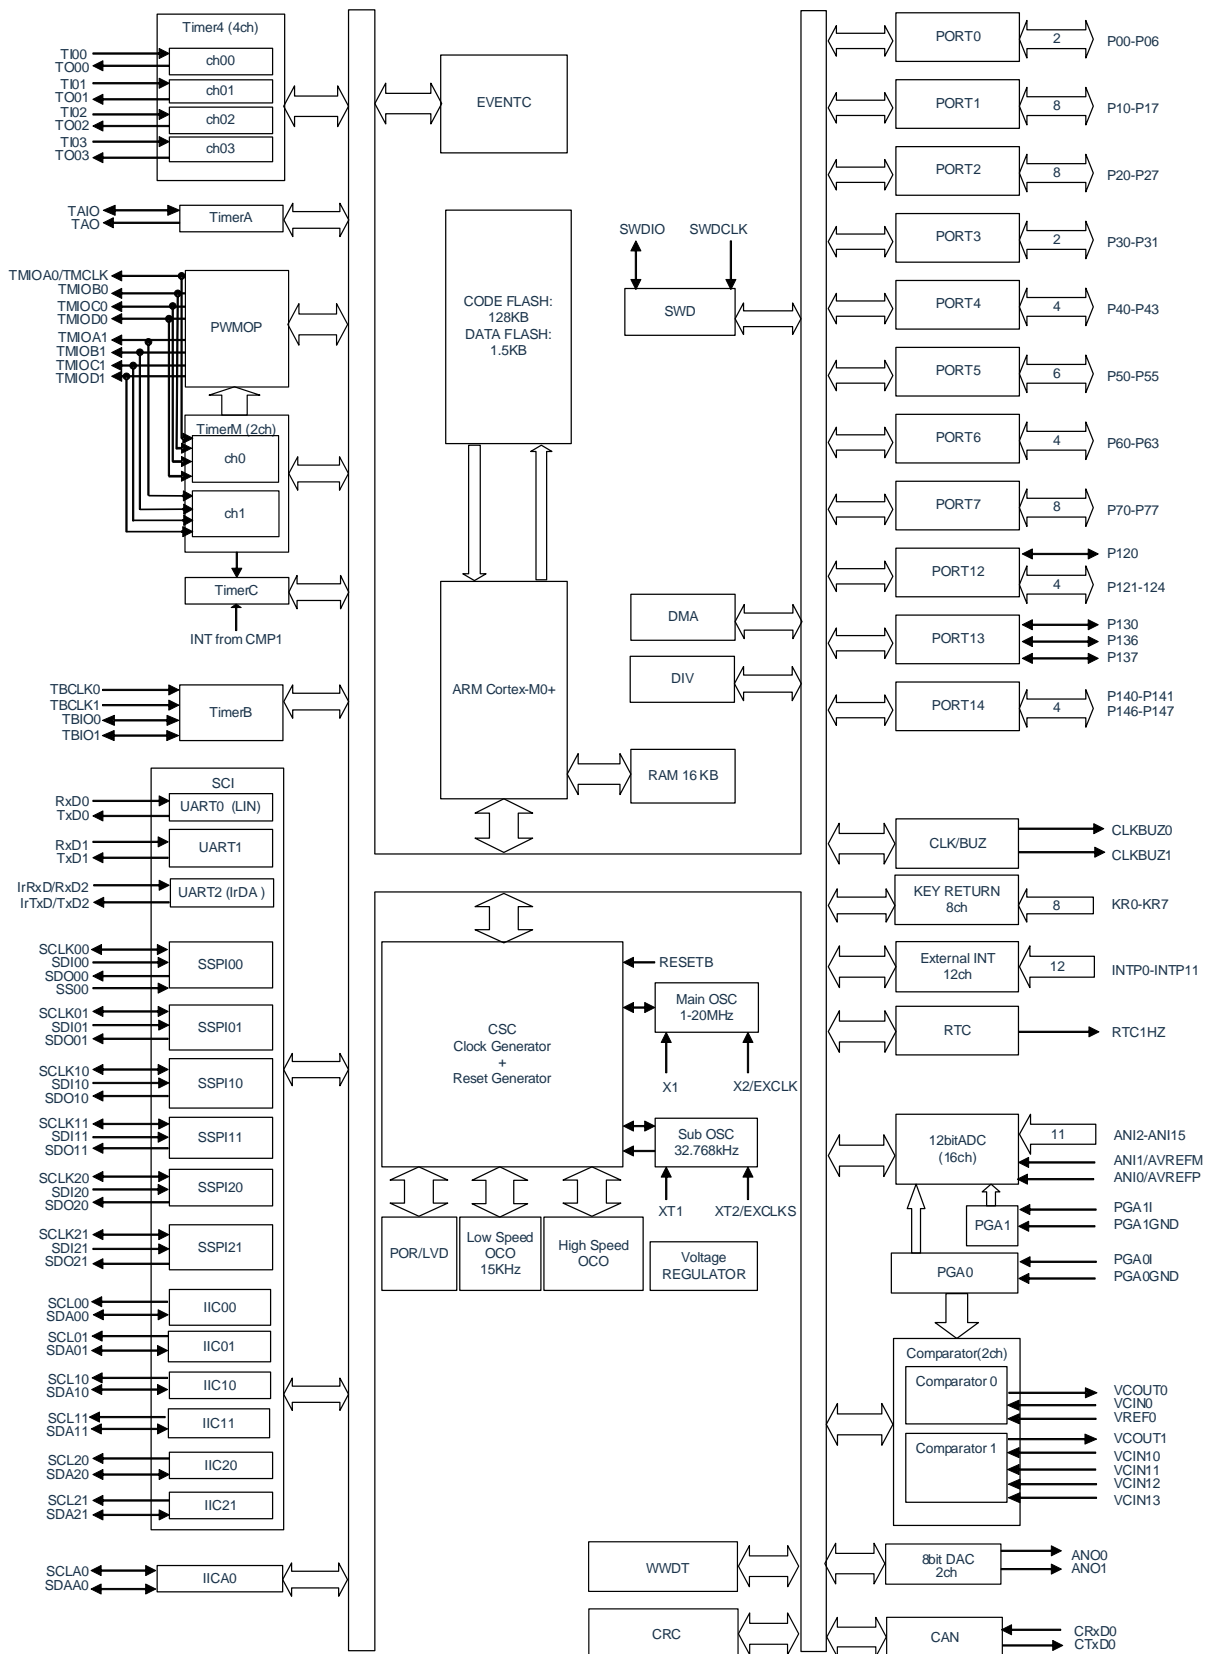 Timer4 (4ch)
TI00
TO00
ch00
TI01
TO01
ch01
TI02
TO02
ch02
TI03
TO03
ch03
TAIO
TAO
TimerA
TMIOA0/TMCLK
TMIOB0
TMIOC0
TMIOD0
TMIOA1
TMIOB1
TMIOC1
TMIOD1
PWMOP
TimerM (2ch)
ch0
ch1
TimerC
INT from CMP1
TBCLK0
TBCLK1
TBIO0
TBIO1
TimerB
SCI
RxD0
TxD0
UART0 (LIN)
RxD1
TxD1
UART1
IrRxD/RxD2
IrTxD/TxD2
UART2 (IrDA )
SCLK00
SDI00
SDO00
SS00
SSPI00
SCLK01
SDI01
SDO01
SSPI01
SCLK10
SDI10
SDO10
SSPI10
SCLK11
SDI11
SDO11
SSPI11
SCLK20
SDI20
SDO20
SSPI20
SCLK21
SDI21
SDO21
SSPI21
SCL00
SDA00
IIC00
SCL01
SDA01
IIC01
SCL10
SDA10
IIC10
SCL11
SDA11
IIC11
SCL20
SDA20
IIC20
SCL21
SDA21
IIC21
SCLA0
SDAA0
IICA0
EVENTC
CODE FLASH:
128KB
DATA FLASH:
1.5KB
SWDIO
SWDCLK
SWD
ARM Cortex-M0+
DMA
DIV
RAM 16 KB
CSC
Clock Generator
+
Reset Generator
RESETB
Main OSC
1-20MHz
X1
X2/EXCLK
Sub OSC
32.768kHz
XT1
XT2/EXCLKS
POR/LVD
Low Speed
OCO
15KHz
High Speed
OCO
Voltage
REGULATOR
WWDT
CRC
PORT0
2
P00-P06
PORT1
8
P10-P17
PORT2
8
P20-P27
PORT3
2
P30-P31
PORT4
4
P40-P43
PORT5
6
P50-P55
PORT6
4
P60-P63
PORT7
8
P70-P77
PORT12
P120
4
P121-124
PORT13
P130
P136
P137
PORT14
4
P140-P141
P146-P147
CLK/BUZ
CLKBUZ0
CLKBUZ1
KEY RETURN
8ch
8
KR0-KR7
External INT
12ch
12
INTP0-INTP11
RTC
RTC1HZ
12bitADC
(16ch)
11
ANI2-ANI15
ANI1/AVREFM
ANI0/AVREFP
PGA1
PGA1I
PGA1GND
PGA0
PGA0I
PGA0GND
Comparator(2ch)
Comparator 0
VCOUT0
VCIN0
VREF0
Comparator 1
VCOUT1
VCIN10
VCIN11
VCIN12
VCIN13
8bit DAC
2ch
ANO0
ANO1
CAN
CRxD0
CTxD0